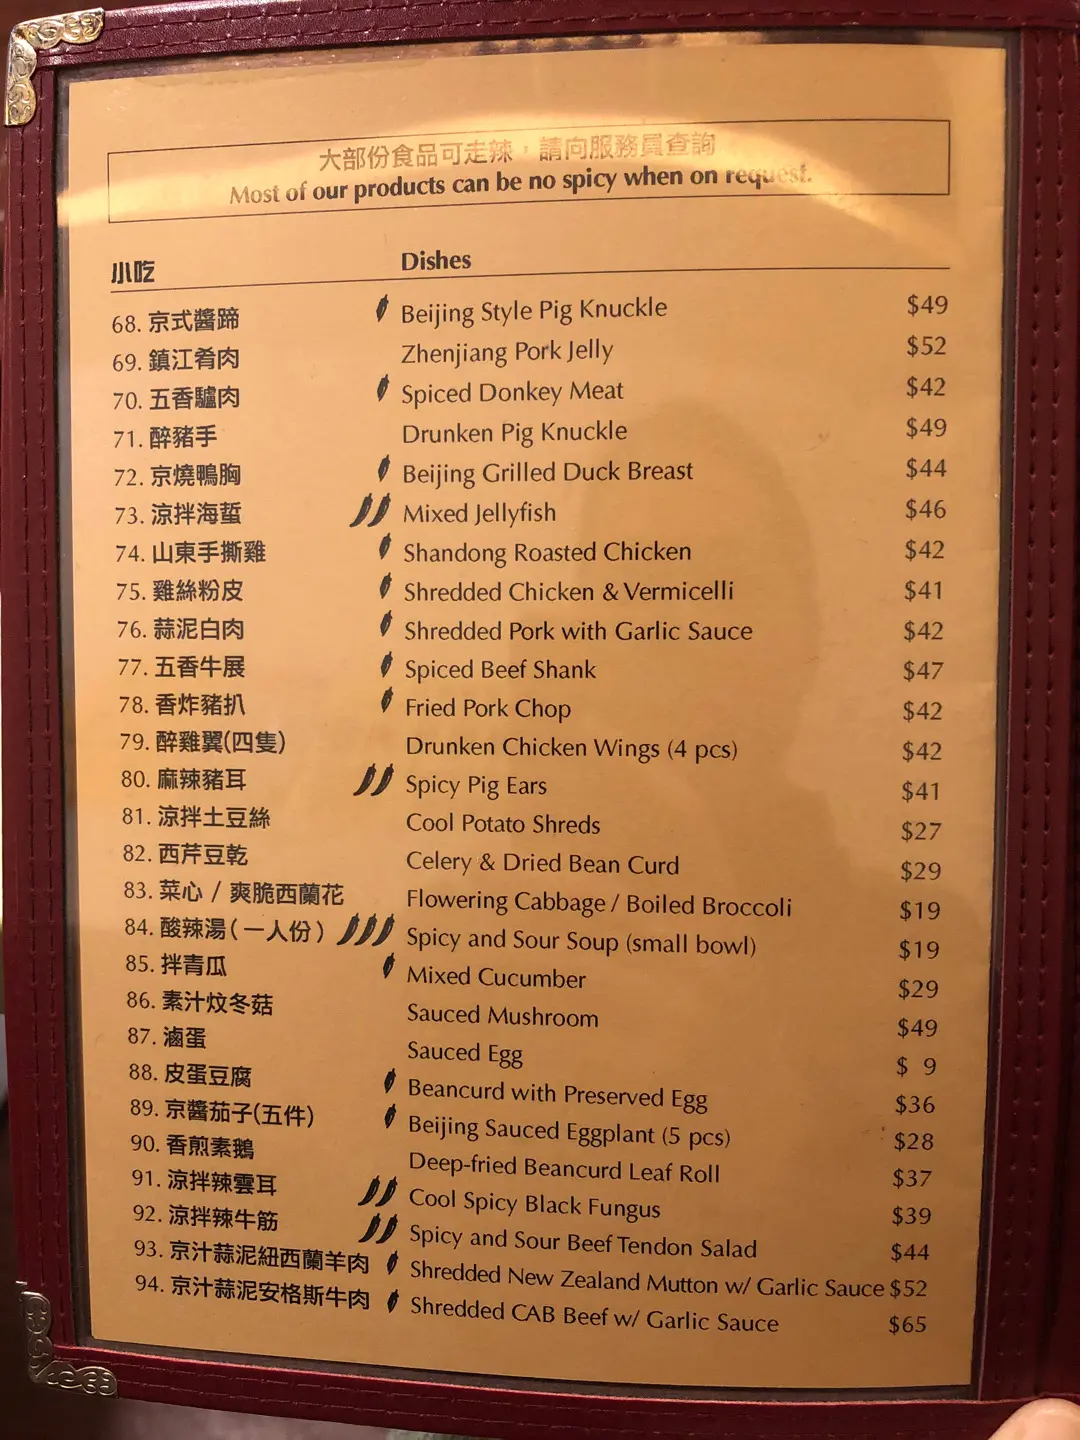 大部份食品可走辣，請向服務員查詢
Most of our products can be no spicy when on request.
小吃 Dishes
68. 京式醬蹄 Beijing Style Pig Knuckle $49
69. 鎮江肴肉 Zhenjiang Pork Jelly $52
70. 五香驢肉 Spiced Donkey Meat $42
71. 醉豬手 Drunken Pig Knuckle $49
72. 京燒鴨胸 Beijing Grilled Duck Breast $44
73. 涼拌海蜇 Mixed Jellyfish $46
74. 山東手撕雞 Shandong Roasted Chicken $42
75. 雞絲粉皮 Shredded Chicken & Vermicelli $41
76. 蒜泥白肉 Shredded Pork with Garlic Sauce $42
77. 五香牛展 Spiced Beef Shank $47
78. 香炸豬扒 Fried Pork Chop $42
79. 醉雞翼(四隻) Drunken Chicken Wings (4 pcs) $42
80. 麻辣豬耳 Spicy Pig Ears $41
81. 涼拌土豆絲 Cool Potato Shreds $27
82. 西芹豆乾 Celery & Dried Bean Curd $29
83. 菜心 / 爽脆西蘭花 Flowering Cabbage / Boiled Broccoli $19
84. 酸辣湯(一人份) Spicy and Sour Soup (small bowl) $19
85. 拌青瓜 Mixed Cucumber $29
86. 素汁炆冬菇 Sauced Mushroom $49
87. 滷蛋 Sauced Egg $ 9
88. 皮蛋豆腐 Beancurd with Preserved Egg $36
89. 京醬茄子(五件) Beijing Sauced Eggplant (5 pcs) $28
90. 香煎素鵝 Deep-fried Beancurd Leaf Roll $37
91. 涼拌辣雲耳 Cool Spicy Black Fungus $39
92. 涼拌辣牛筋 Spicy and Sour Beef Tendon Salad $44
93. 京汁蒜泥紐西蘭羊肉 Shredded New Zealand Mutton w/ Garlic Sauce $52
94. 京汁蒜泥安格斯牛肉 Shredded CAB Beef w/ Garlic Sauce $65